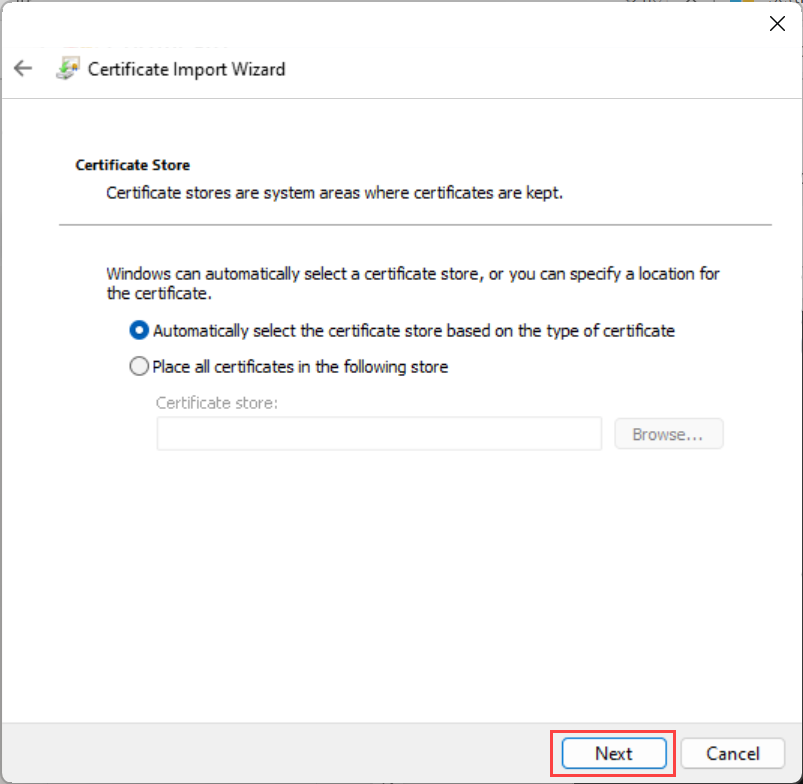 Certificate Import Wizard
Certificate Store
Certificate stores are system areas where certificates are kept.
Windows can automatically select a certificate store, or you can specify a location for
the certificate.
Automatically select the certificate store based on the type of certificate
Place all certificates in the following store
Certificate store:
Browse...
Next
Cancel